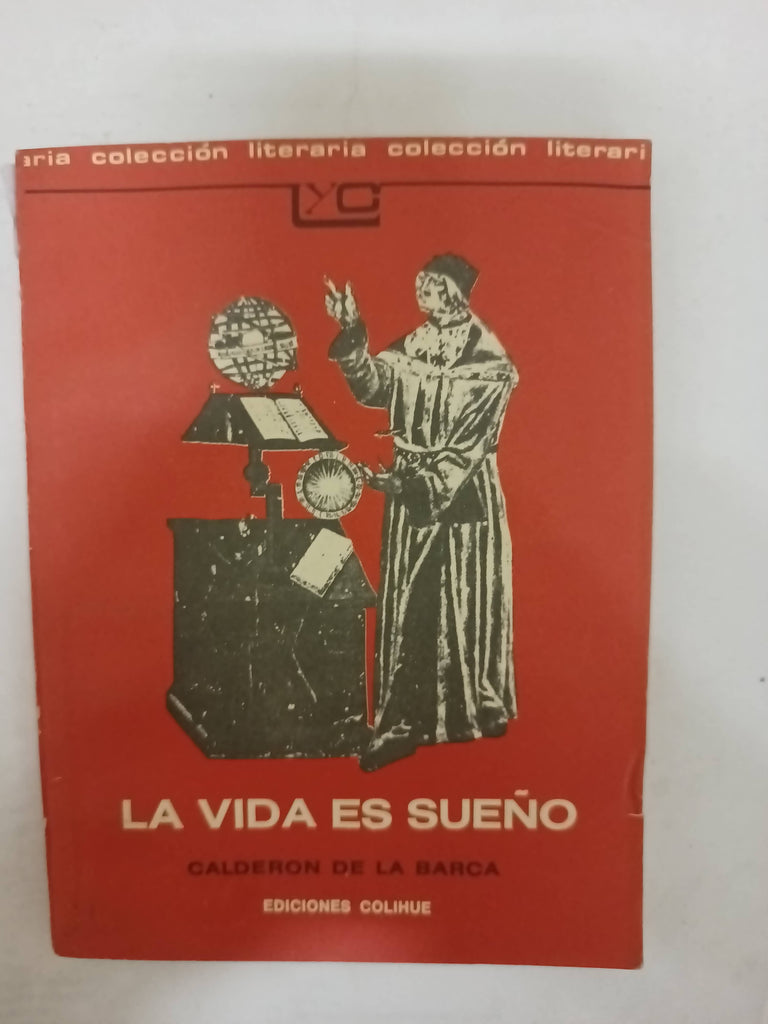 aria colección literaria colección literari
LyC
LA VIDA ES SUEÑO
CALDERON DE LA BARCA
EDICIONES COLIHUE